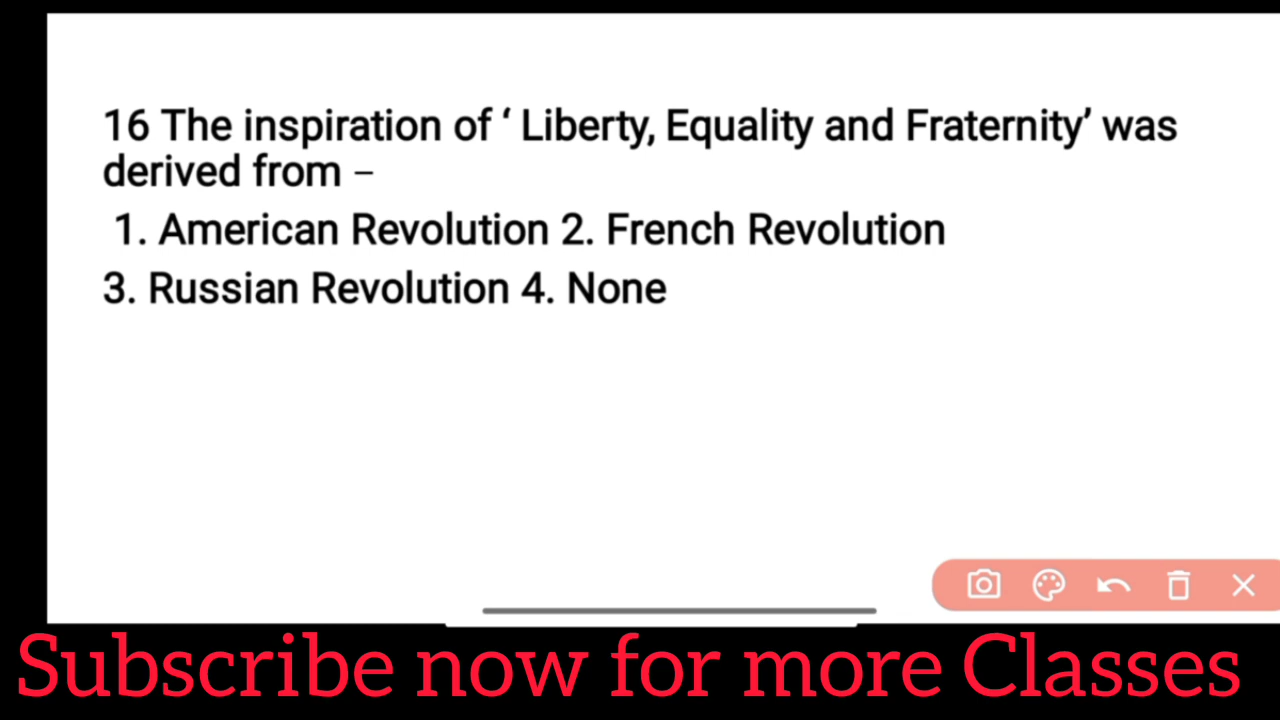 16 The inspiration of ‘ Liberty, Equality and Fraternity’ was
derived from –
1. American Revolution 2. French Revolution
3. Russian Revolution 4. None
Subscribe now for more Classes